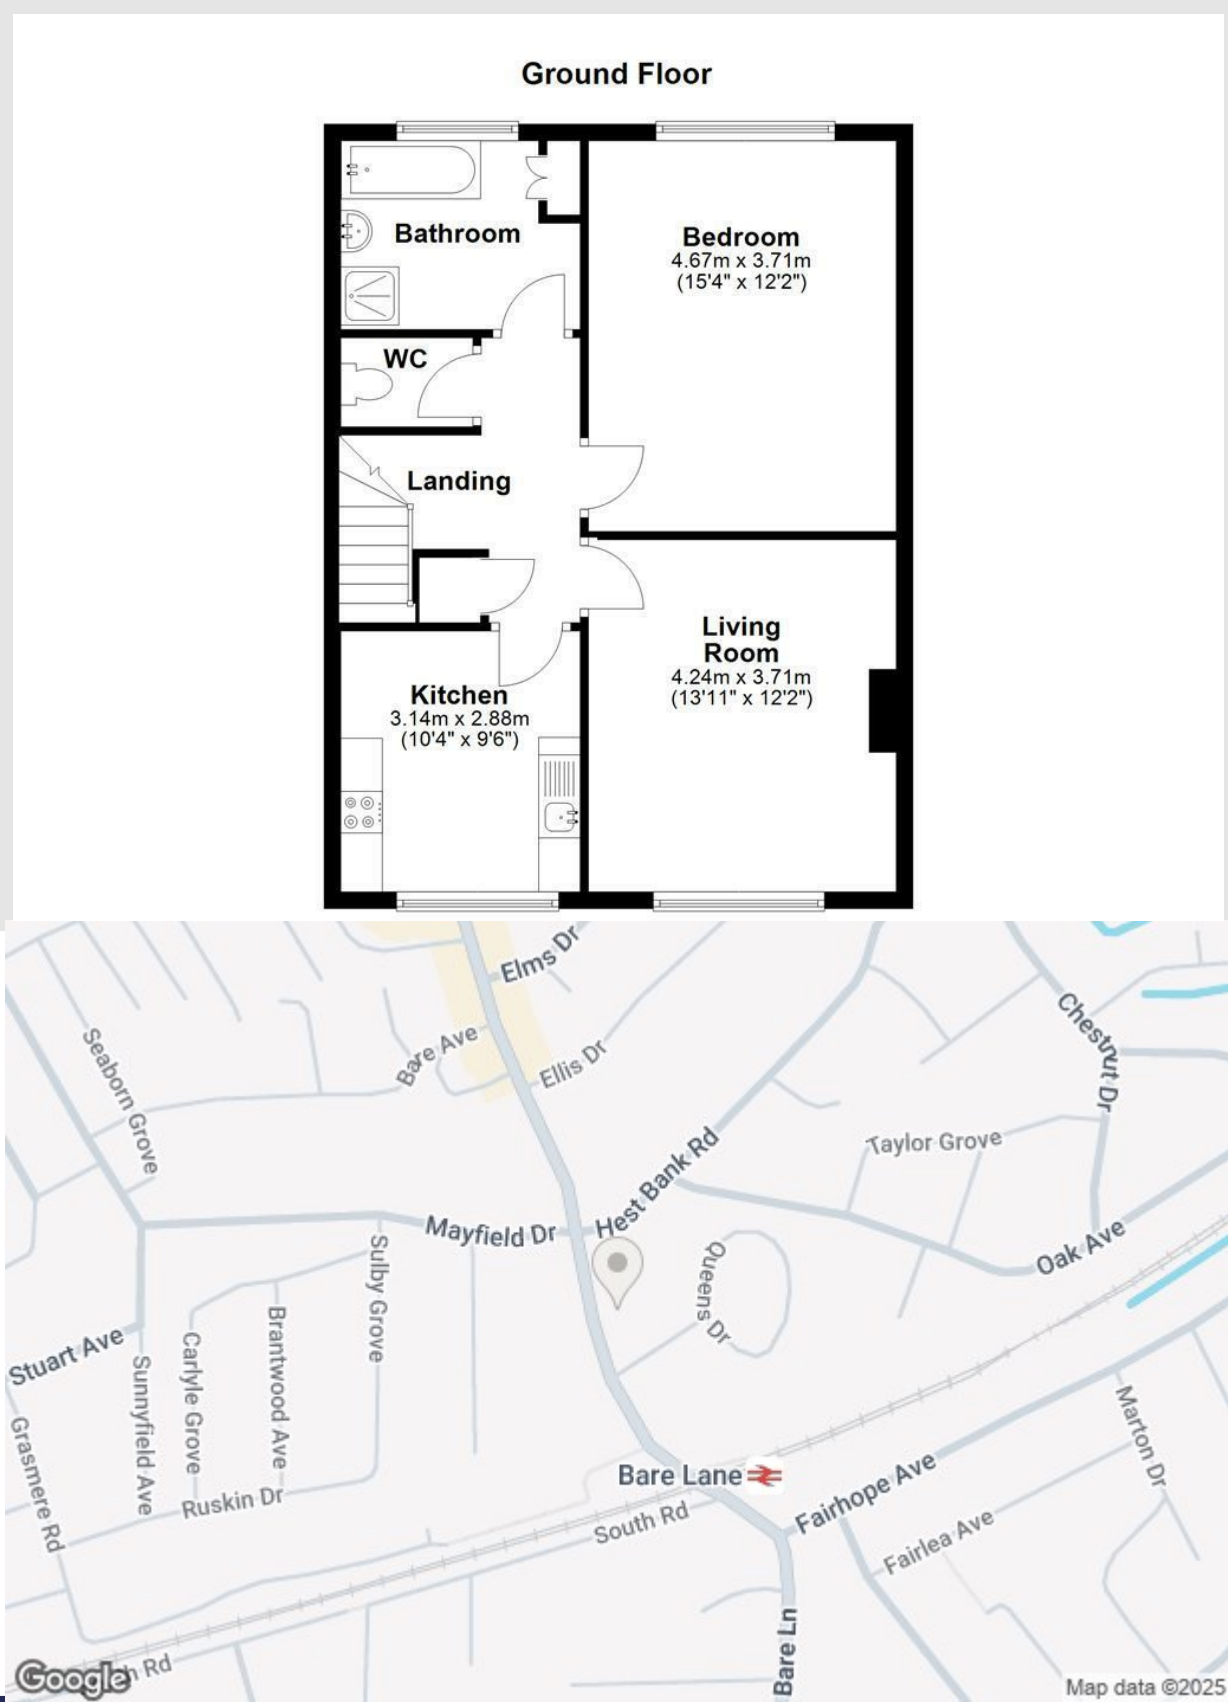 Ground Floor
Bathroom
Bedroom
4.67m x 3.71m
(15'4" x 12'2")
WC
Landing
Living
Room
4.24m x 3.71m
(13'11" x 12'2")
Kitchen
3.14m x 2.88m
(10'4" x 9'6")
Elms Dr
Bare Ave
Ellis Dr
Seaborn Grove
Chestnut Dr
Taylor Grove
Hest Bank Rd
Mayfield Dr
Oak Ave
Queens Dr
Sulby Grove
Brantwood Ave
Carlyle Grove
Stuart Ave
Sunnyfield Ave
Grasmere Rd
Ruskin Dr
Marton Dr
Bare Lane
Fairhope Ave
South Rd
Fairlea Ave
Bare Ln
Rd
Google
Map data ©2025